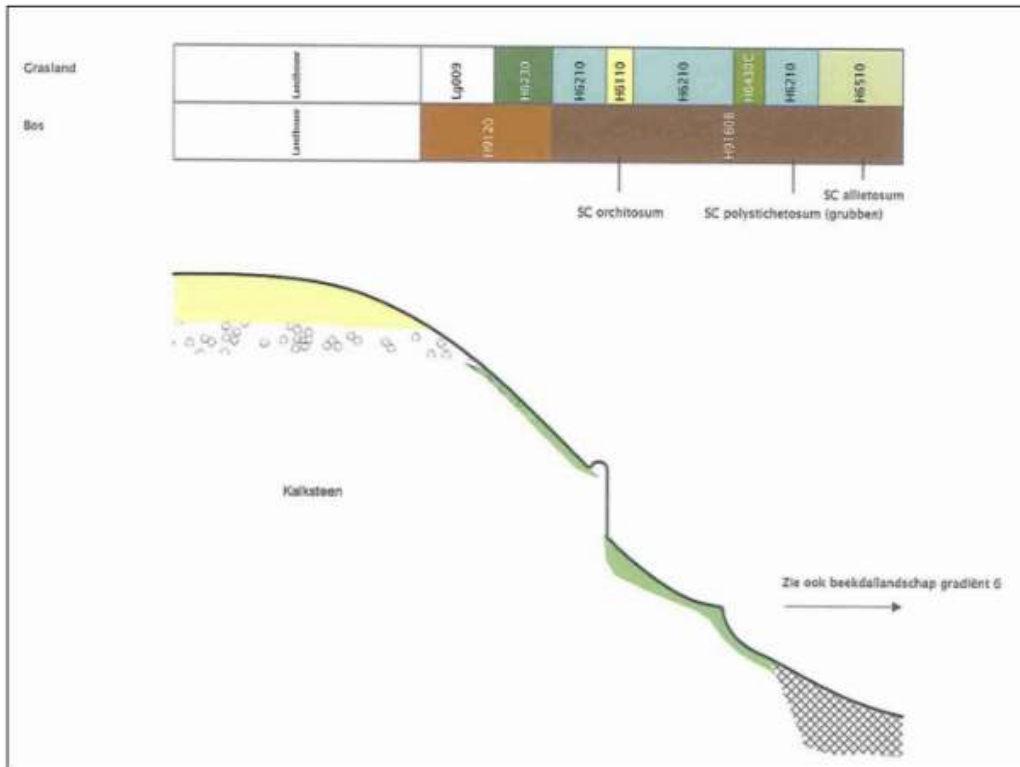 Grasland
Landbouw
Lg009
H6230
H6210
H6110
H6210
H6430C
H6210
H6510
Bos
Landbouw
H9120
H9160B
SC orchitosum
SC polystichetosum (grubben)
SC allietosum
Kalksteen
Zie ook beekdallandschap gradiënt 6